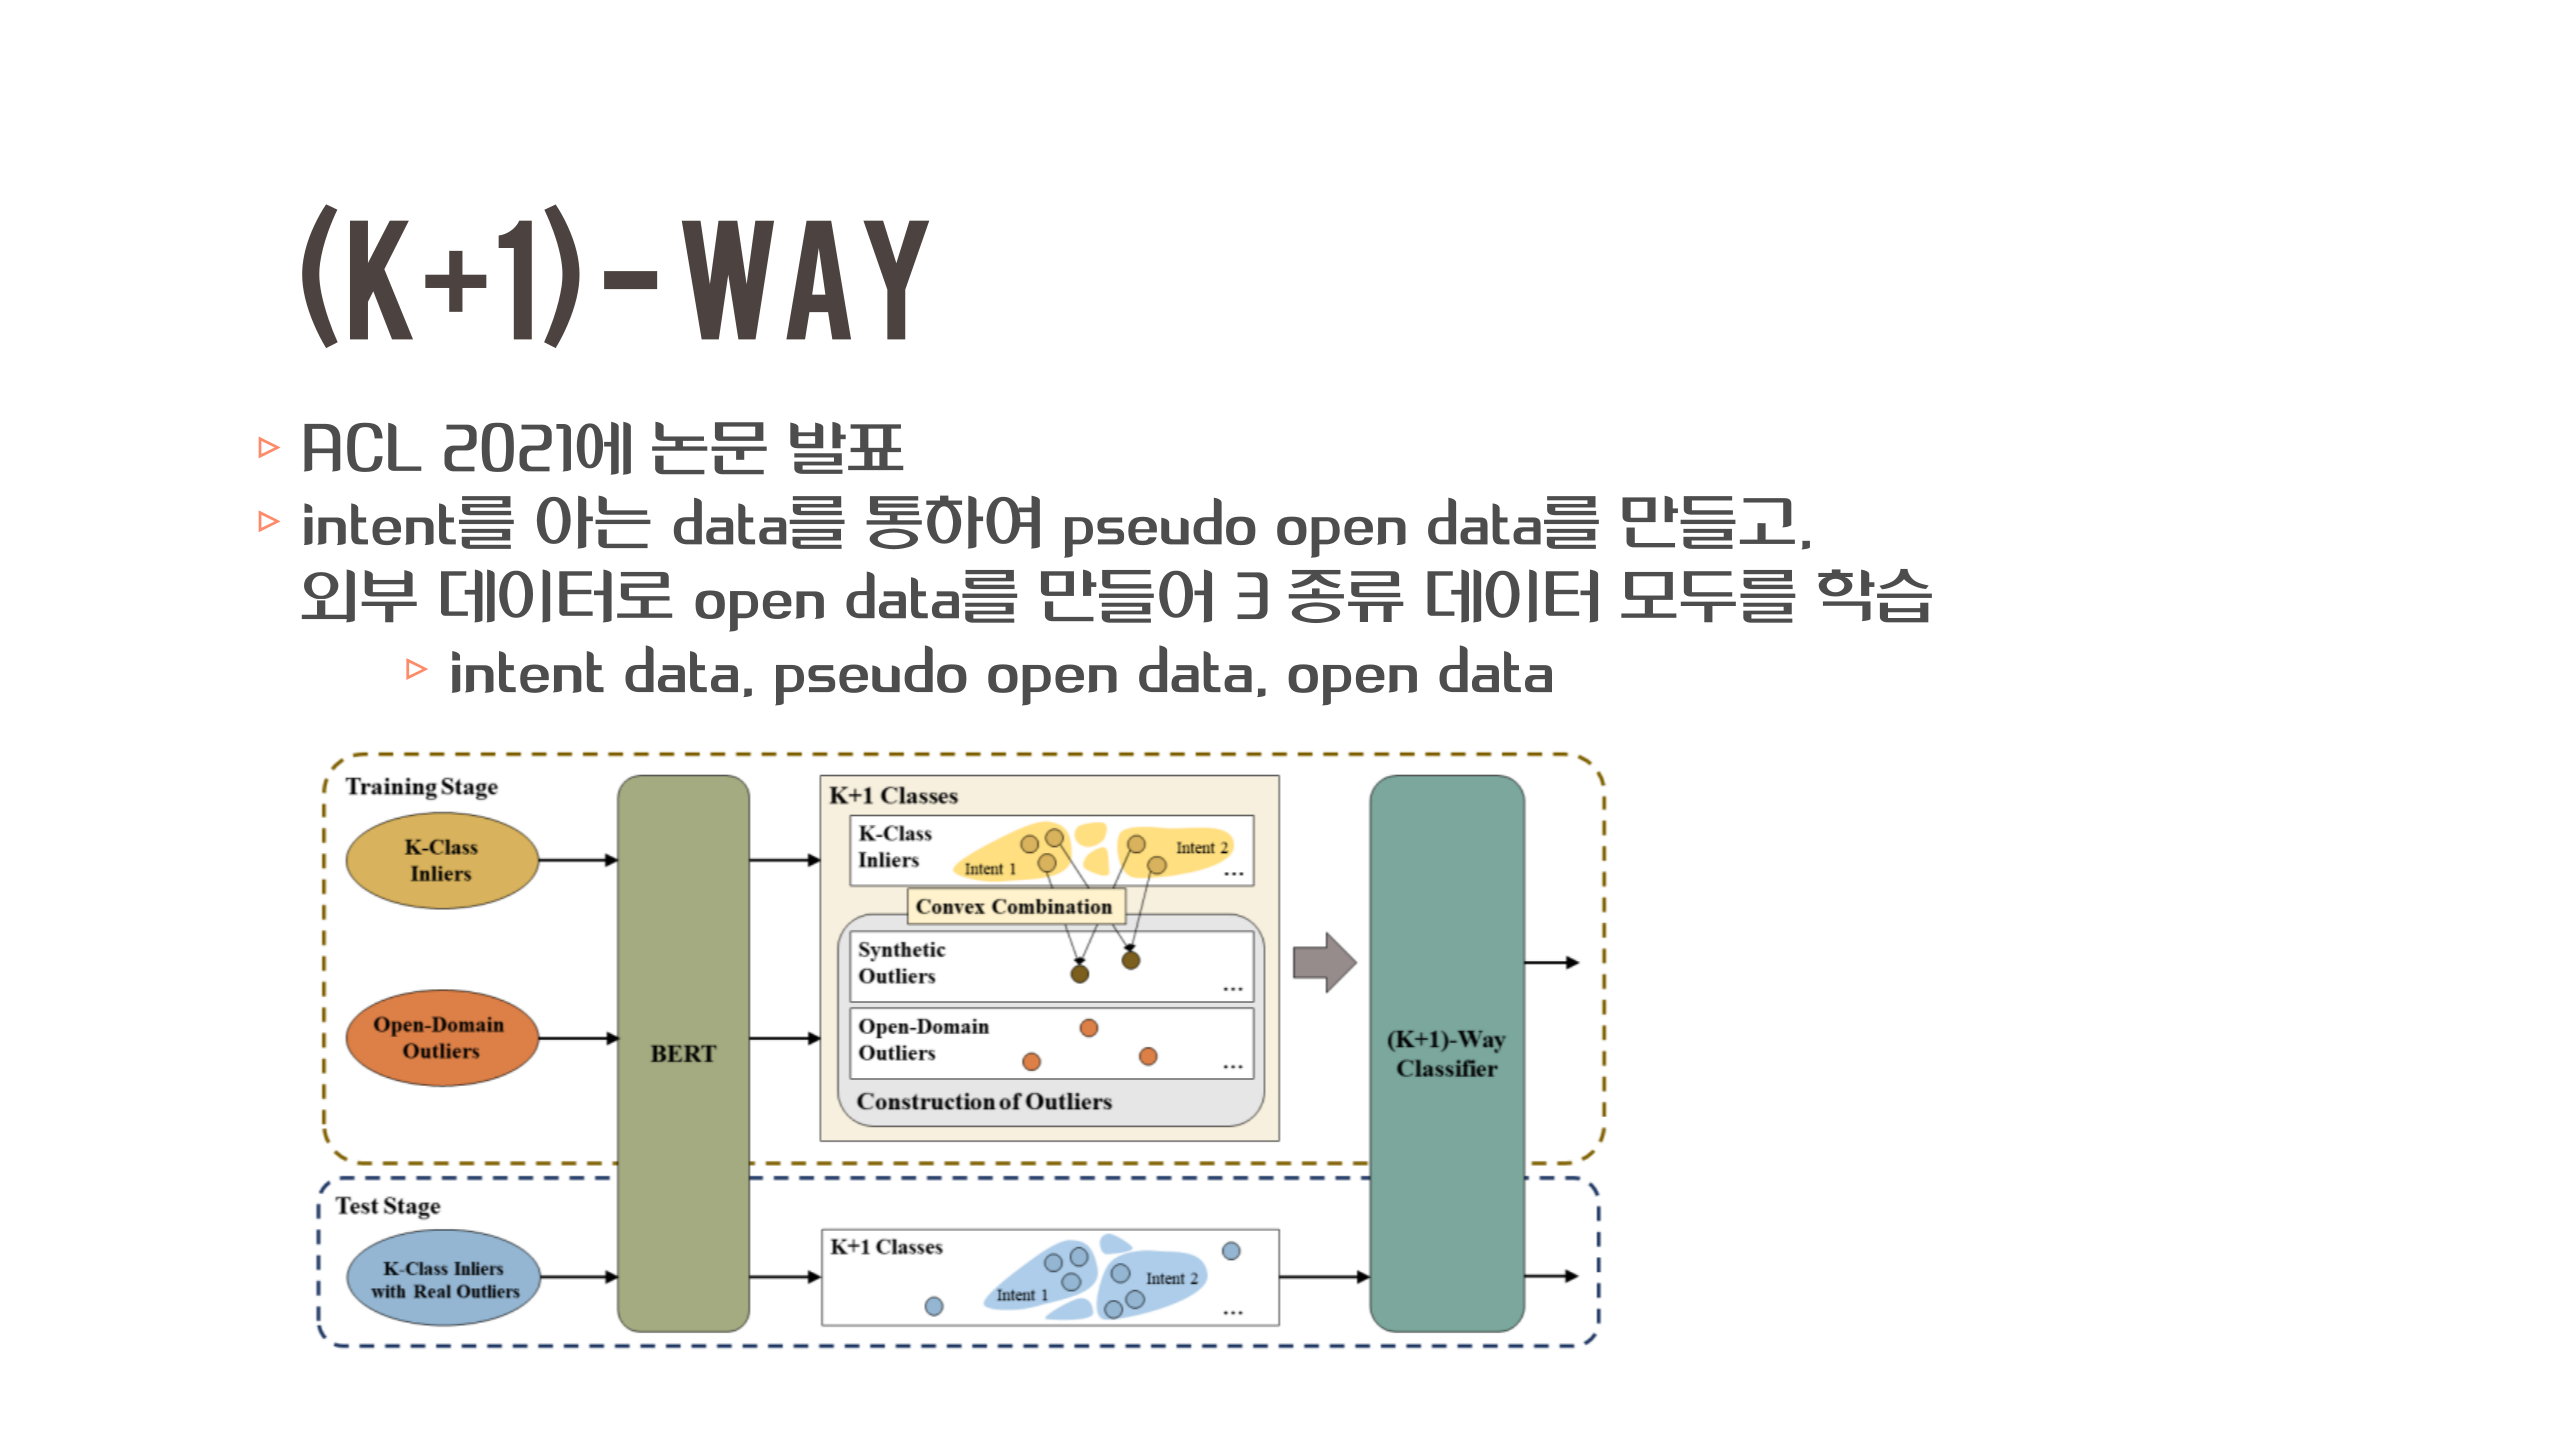 (K+1)-WAY
ACL 2021에 논문 발표
intent를 아는 data를 통하여 pseudo open data를 만들고,
외부 데이터로 open data를 만들어 3 종류 데이터 모두를 학습
intent data, pseudo open data, open data
Training Stage
K-Class
Inliers
Open-Domain
Outliers
BERT
K+1 Classes
K-Class
Inliers
Intent 1
Intent 2
...
Convex Combination
Synthetic
Outliers
...
Open-Domain
Outliers
...
Construction of Outliers
(K+1)-Way
Classifier
Test Stage
K-Class Inliers
with Real Outliers
K+1 Classes
Intent 1
Intent 2
...